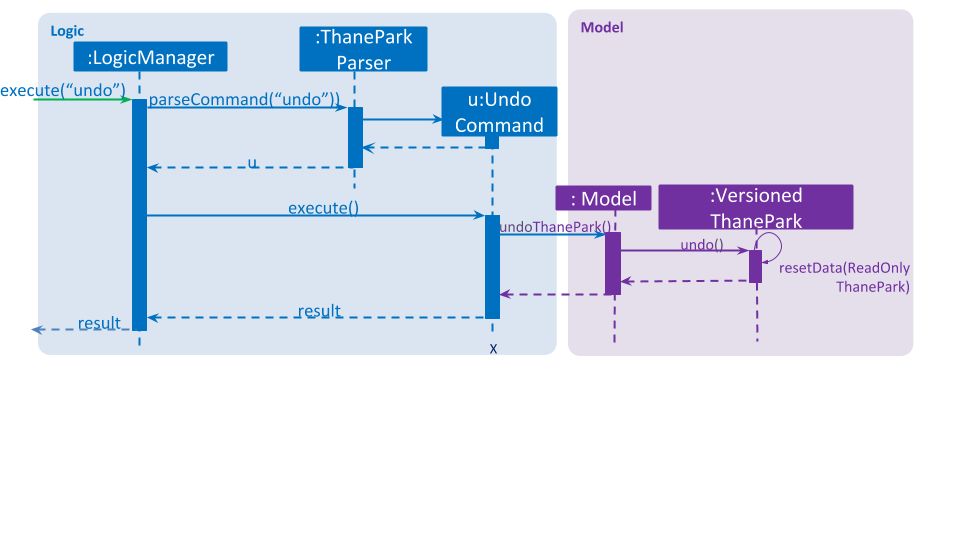 Logic
Model
:ThanePark
Parser
:LogicManager
execute(“undo”)
parseCommand(“undo”))
u:Undo
Command
u
: Model
:Versioned
ThanePark
execute()
undoThanePark()
undo()
resetData(ReadOnly
ThanePark)
result
result
X